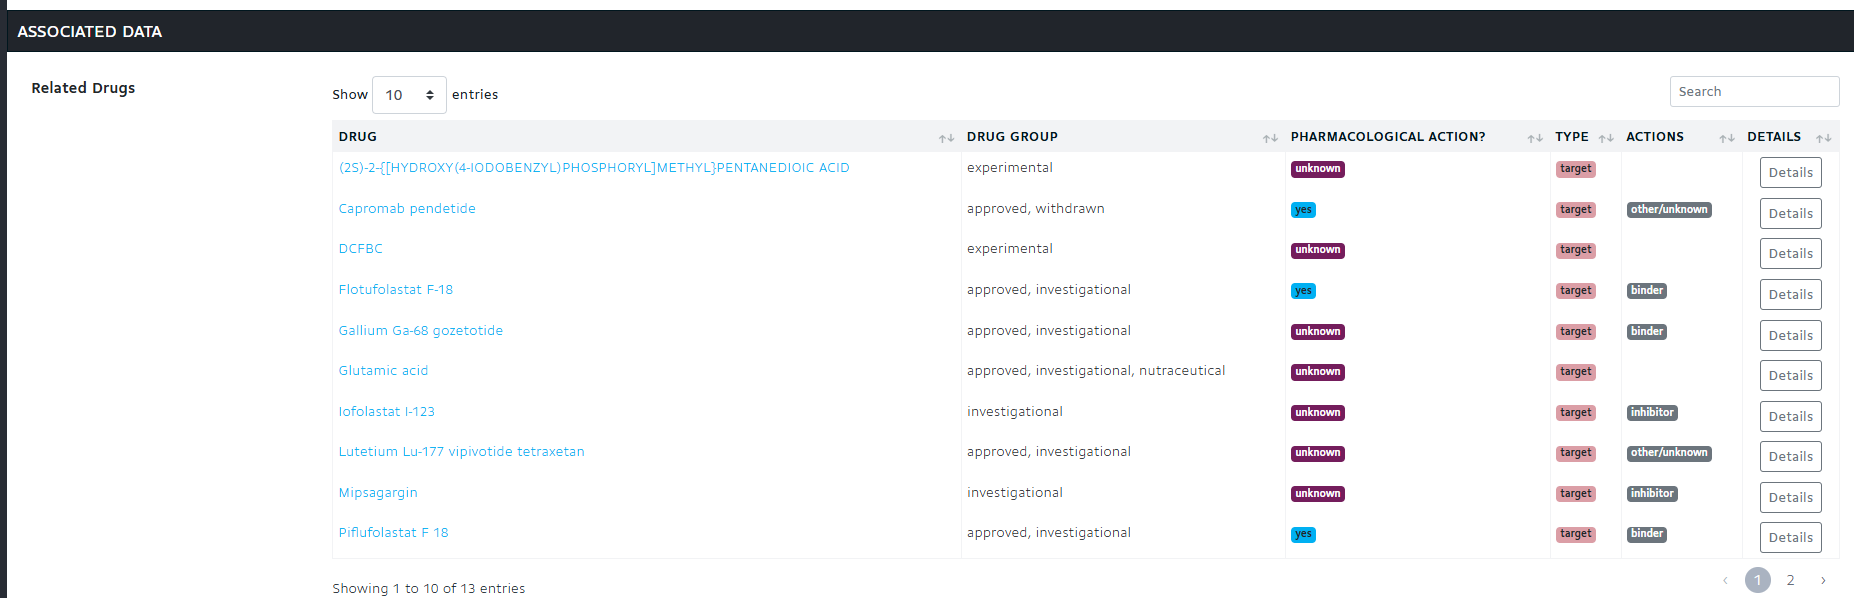 ASSOCIATED DATA
Related Drugs
Show 10 entries
Search
DRUG DRUG GROUP PHARMACOLOGICAL ACTION? TYPE ACTIONS DETAILS
(2S)-2-{[HYDROXY(4-IODOBENZYL)PHOSPHORYL]METHYL}PENTANEDIOIC ACID experimental unknown target Details
Capromab pendetide approved, withdrawn yes target other/unknown Details
DCFBC experimental unknown target Details
Flotufolastat F-18 approved, investigational yes target binder Details
Gallium Ga-68 gozetotide approved, investigational unknown target binder Details
Glutamic acid approved, investigational, nutraceutical unknown target Details
Iofolastat I-123 investigational unknown target inhibitor Details
Lutetium Lu-177 vipivotide tetraxetan approved, investigational unknown target other/unknown Details
Mipsagargin investigational unknown target inhibitor Details
Piflufolastat F 18 approved, investigational yes target binder Details
Showing 1 to 10 of 13 entries
‹ 1 2 ›